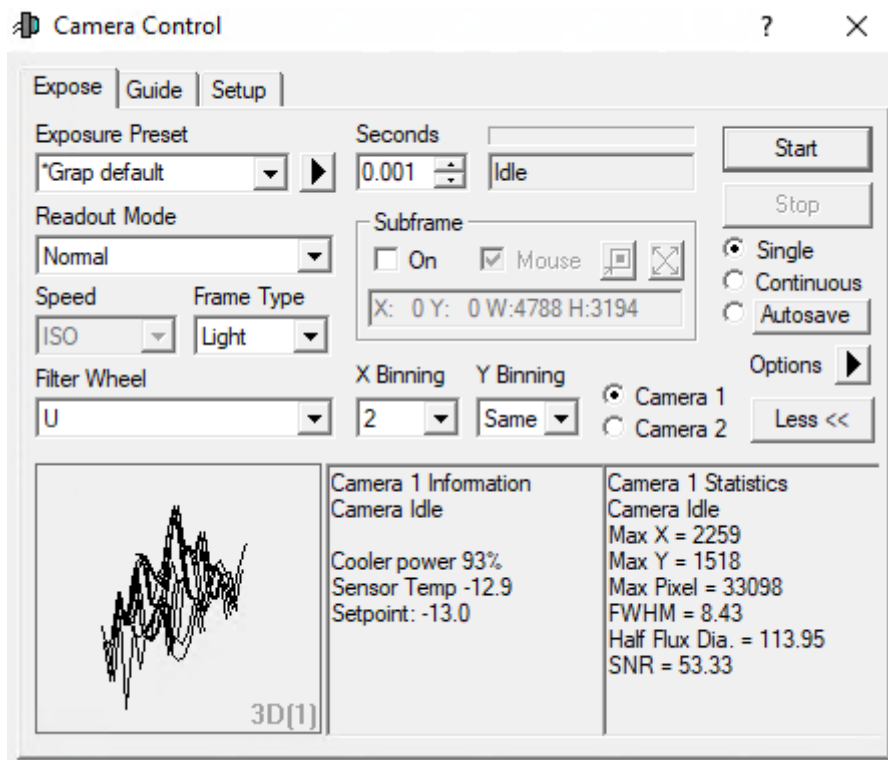 Camera Control
?
Expose Guide Setup
Exposure Preset
*Grap default
Seconds
0.001
Idle
Start
Stop
Readout Mode
Normal
Subframe
On Mouse
X: 0 Y: 0 W:4788 H:3194
Single
Continuous
Autosave
Speed Frame Type
ISO Light
Filter Wheel
U
X Binning Y Binning
2 Same
Camera 1
Camera 2
Options
Less <<
3D(1)
Camera 1 Information
Camera Idle
Cooler power 93%
Sensor Temp -12.9
Setpoint: -13.0
Camera 1 Statistics
Camera Idle
Max X = 2259
Max Y = 1518
Max Pixel = 33098
FWHM = 8.43
Half Flux Dia. = 113.95
SNR = 53.33